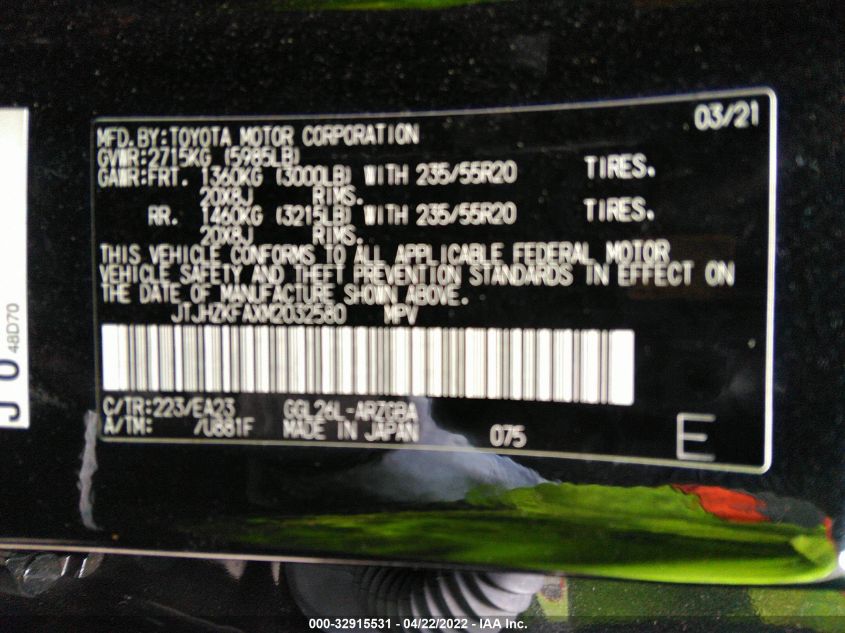 03/21
MFD.BY:TOYOTA MOTOR CORPORATION
GVWR:2715KG (5985LB)
GAWR:FRT. 1360KG (3000LB) WITH 235/55R20 TIRES.
20X8J RIMS.
RR. 1460KG (3215LB) WITH 235/55R20 TIRES.
20X8J RIMS.
THIS VEHICLE CONFORMS TO ALL APPLICABLE FEDERAL MOTOR
VEHICLE SAFETY AND THEFT PREVENTION STANDARDS IN EFFECT ON
THE DATE OF MANUFACTURE SHOWN ABOVE.
JTJHZKFAXM2032580 MPV
C/TR:223/EA23 GGL26L-ARZGBA
A/TM: /U881F MADE IN JAPAN 075 E
48D70
000-32915531 - 04/22/2022 - IAA Inc.